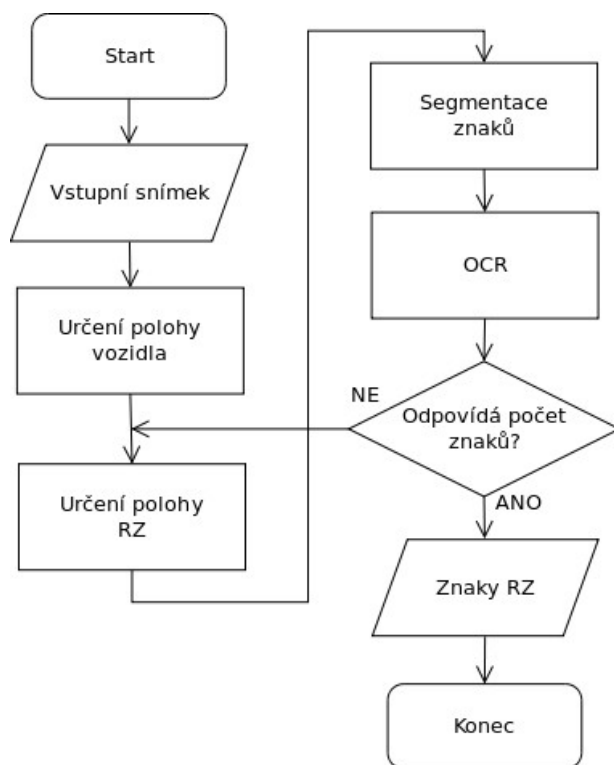 Start
Vstupní snímek
Určení polohy
vozidla
Určení polohy
RZ
Segmentace
znaků
OCR
Odpovídá počet
znaků?
NE
ANO
Znaky RZ
Konec